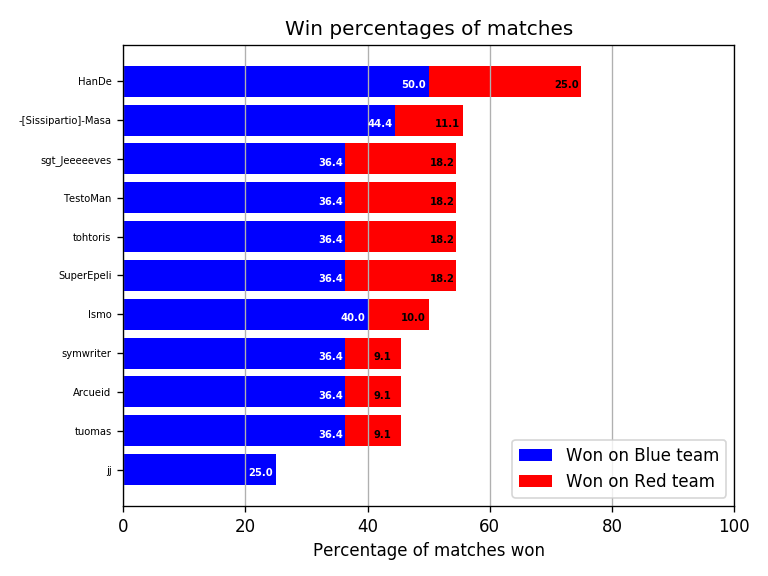 Win percentages of matches
HanDe 50.0 25.0
-[Sissipartio]-Masa 44.4 11.1
sgt_Jeeeeeves 36.4 18.2
TestoMan 36.4 18.2
tohtoris 36.4 18.2
SuperEpeli 36.4 18.2
Ismo 40.0 10.0
symwriter 36.4 9.1
Arcueid 36.4 9.1
tuomas 36.4 9.1
jj 25.0
Won on Blue team
Won on Red team
0 20 40 60 80 100
Percentage of matches won